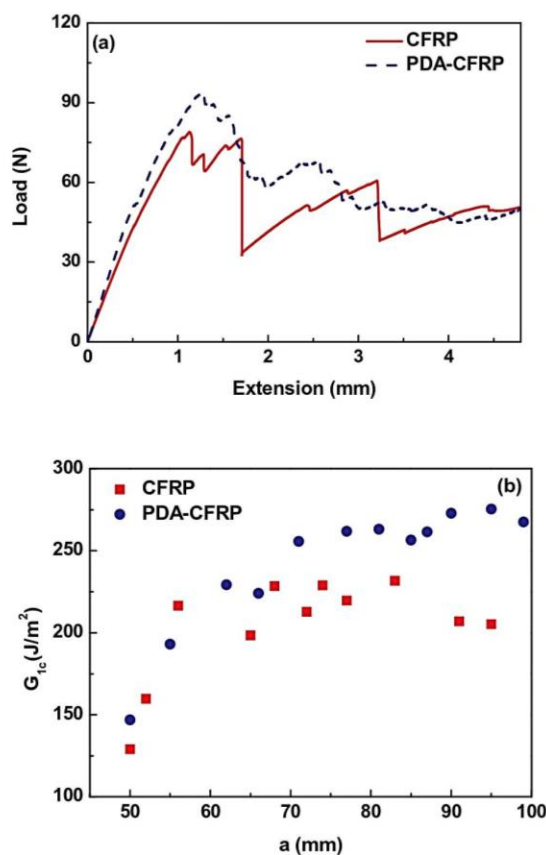 (a)
CFRP
PDA-CFRP
120
90
60
30
0
Load (N)
0 1 2 3 4
Extension (mm)
(b)
CFRP
PDA-CFRP
300
250
200
150
100
G1c(J/m²)
50 60 70 80 90 100
a (mm)